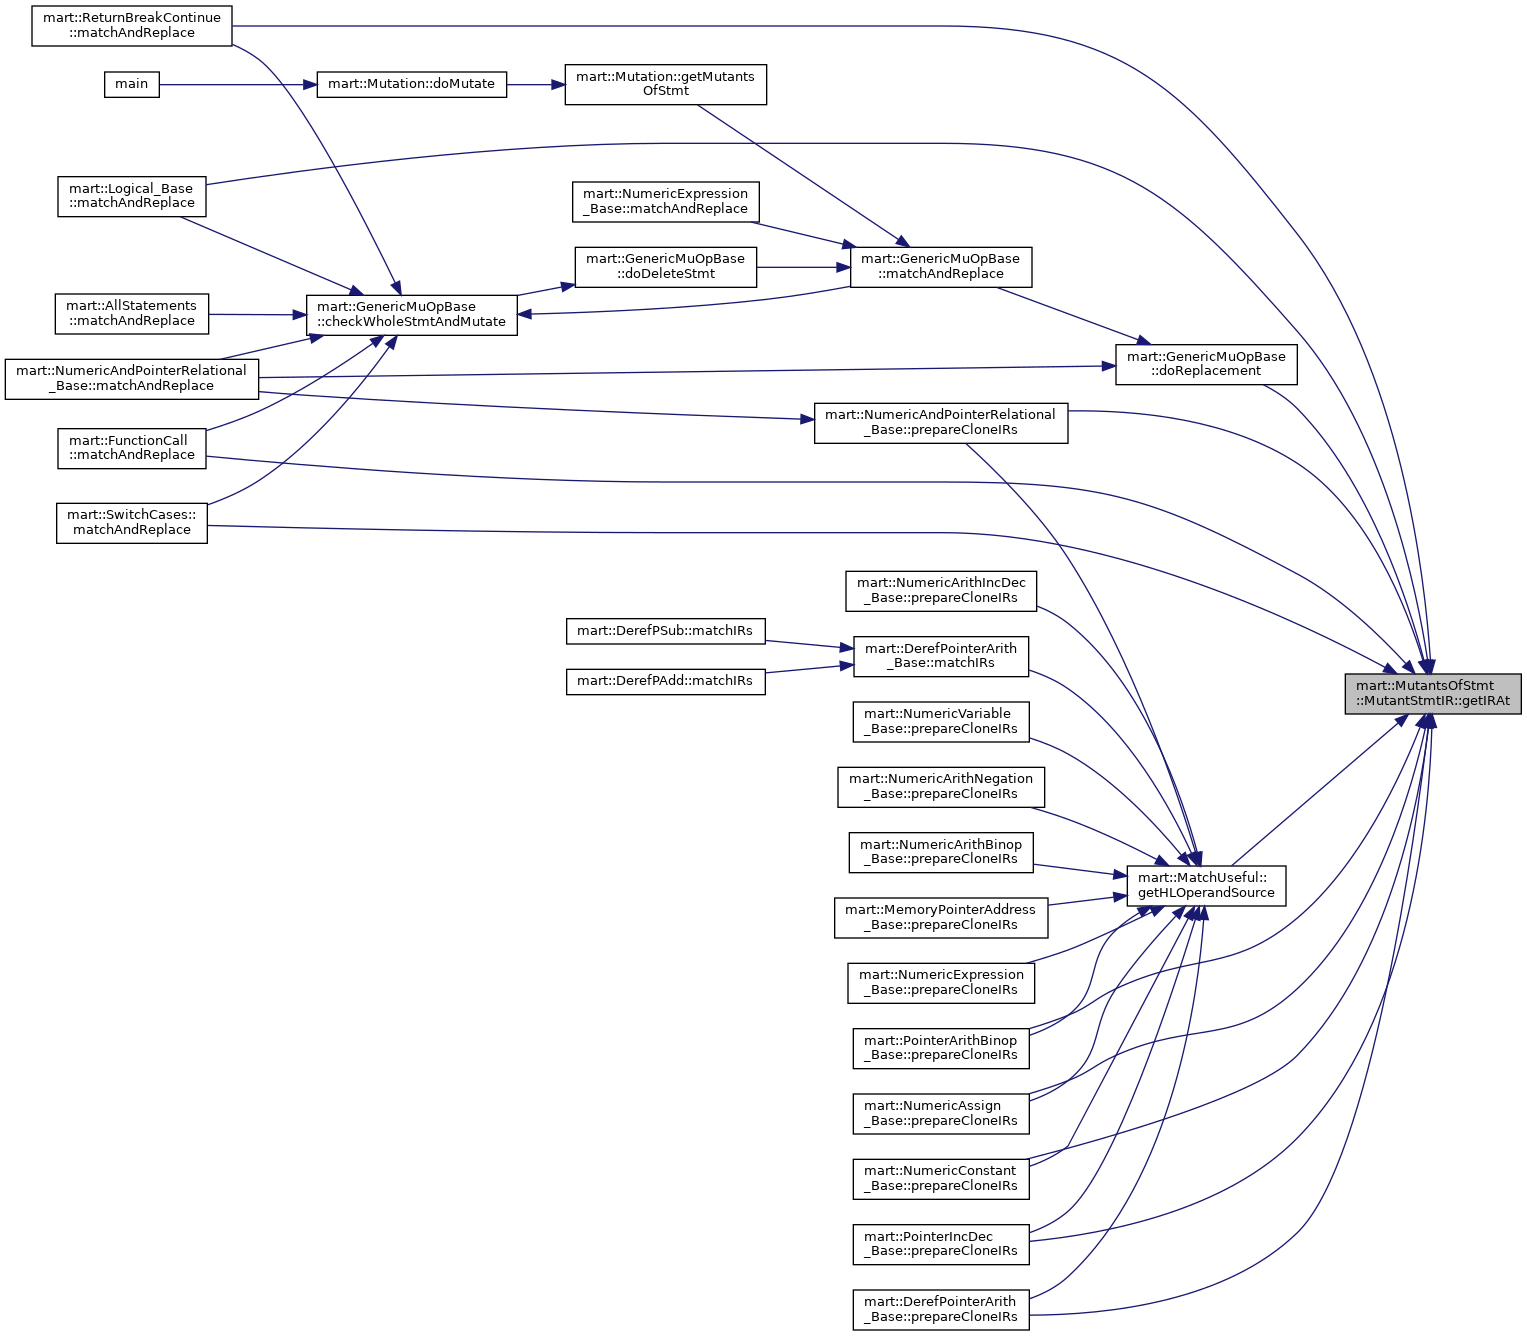 mart::ReturnBreakContinue
::matchAndReplace
main
mart::Mutation::doMutate
mart::Mutation::getMutants
OfStmt
mart::Logical_Base
::matchAndReplace
mart::NumericExpression
_Base::matchAndReplace
mart::GenericMuOpBase
::doDeleteStmt
mart::GenericMuOpBase
::matchAndReplace
mart::AllStatements
::matchAndReplace
mart::GenericMuOpBase
::checkWholeStmtAndMutate
mart::NumericAndPointerRelational
_Base::matchAndReplace
mart::GenericMuOpBase
::doReplacement
mart::NumericAndPointerRelational
_Base::prepareCloneIRs
mart::FunctionCall
::matchAndReplace
mart::SwitchCases::
matchAndReplace
mart::NumericArithIncDec
_Base::prepareCloneIRs
mart::DerefPSub::matchIRs
mart::DerefPointerArith
_Base::matchIRs
mart::DerefPAdd::matchIRs
mart::MutantsOfStmt
::MutantStmtIR::getIRAt
mart::NumericVariable
_Base::prepareCloneIRs
mart::NumericArithNegation
_Base::prepareCloneIRs
mart::NumericArithBinop
_Base::prepareCloneIRs
mart::MatchUseful::
getHLOperandSource
mart::MemoryPointerAddress
_Base::prepareCloneIRs
mart::NumericExpression
_Base::prepareCloneIRs
mart::PointerArithBinop
_Base::prepareCloneIRs
mart::NumericAssign
_Base::prepareCloneIRs
mart::NumericConstant
_Base::prepareCloneIRs
mart::PointerIncDec
_Base::prepareCloneIRs
mart::DerefPointerArith
_Base::prepareCloneIRs